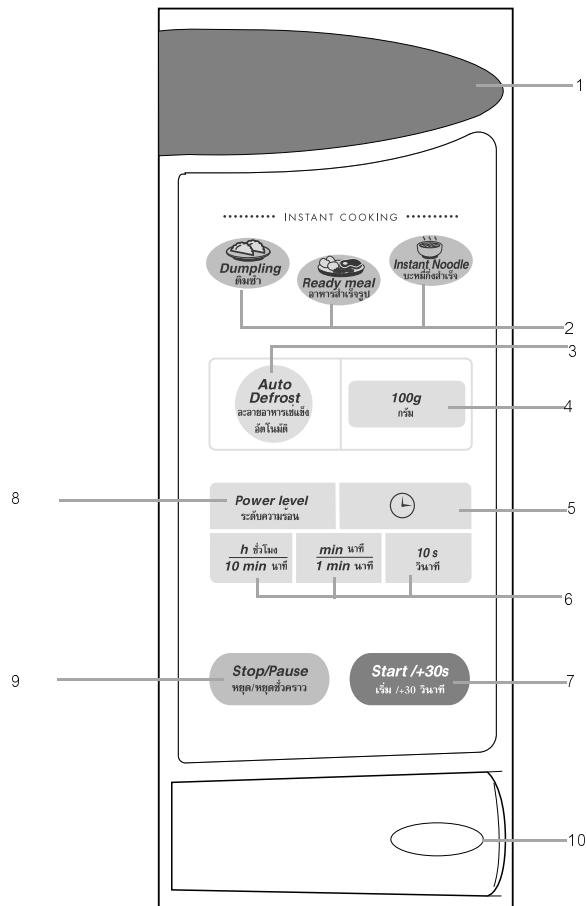 1
INSTANT COOKING
Dumpling
ติ่มซำ
Ready meal
อาหารสำเร็จรูป
Instant Noodle
บะหมี่กึ่งสำเร็จ
2
3
Auto
Defrost
ละลายอาหารแช่แข็ง
อัตโนมัติ
100g
กรัม
4
8
Power level
ระดับความร้อน
5
h ชั่วโมง
10 min นาที
min นาที
1 min นาที
10 s
วินาที
6
9
Stop/Pause
หยุด/หยุดชั่วคราว
Start /+30s
เริ่ม /+30 วินาที
7
10